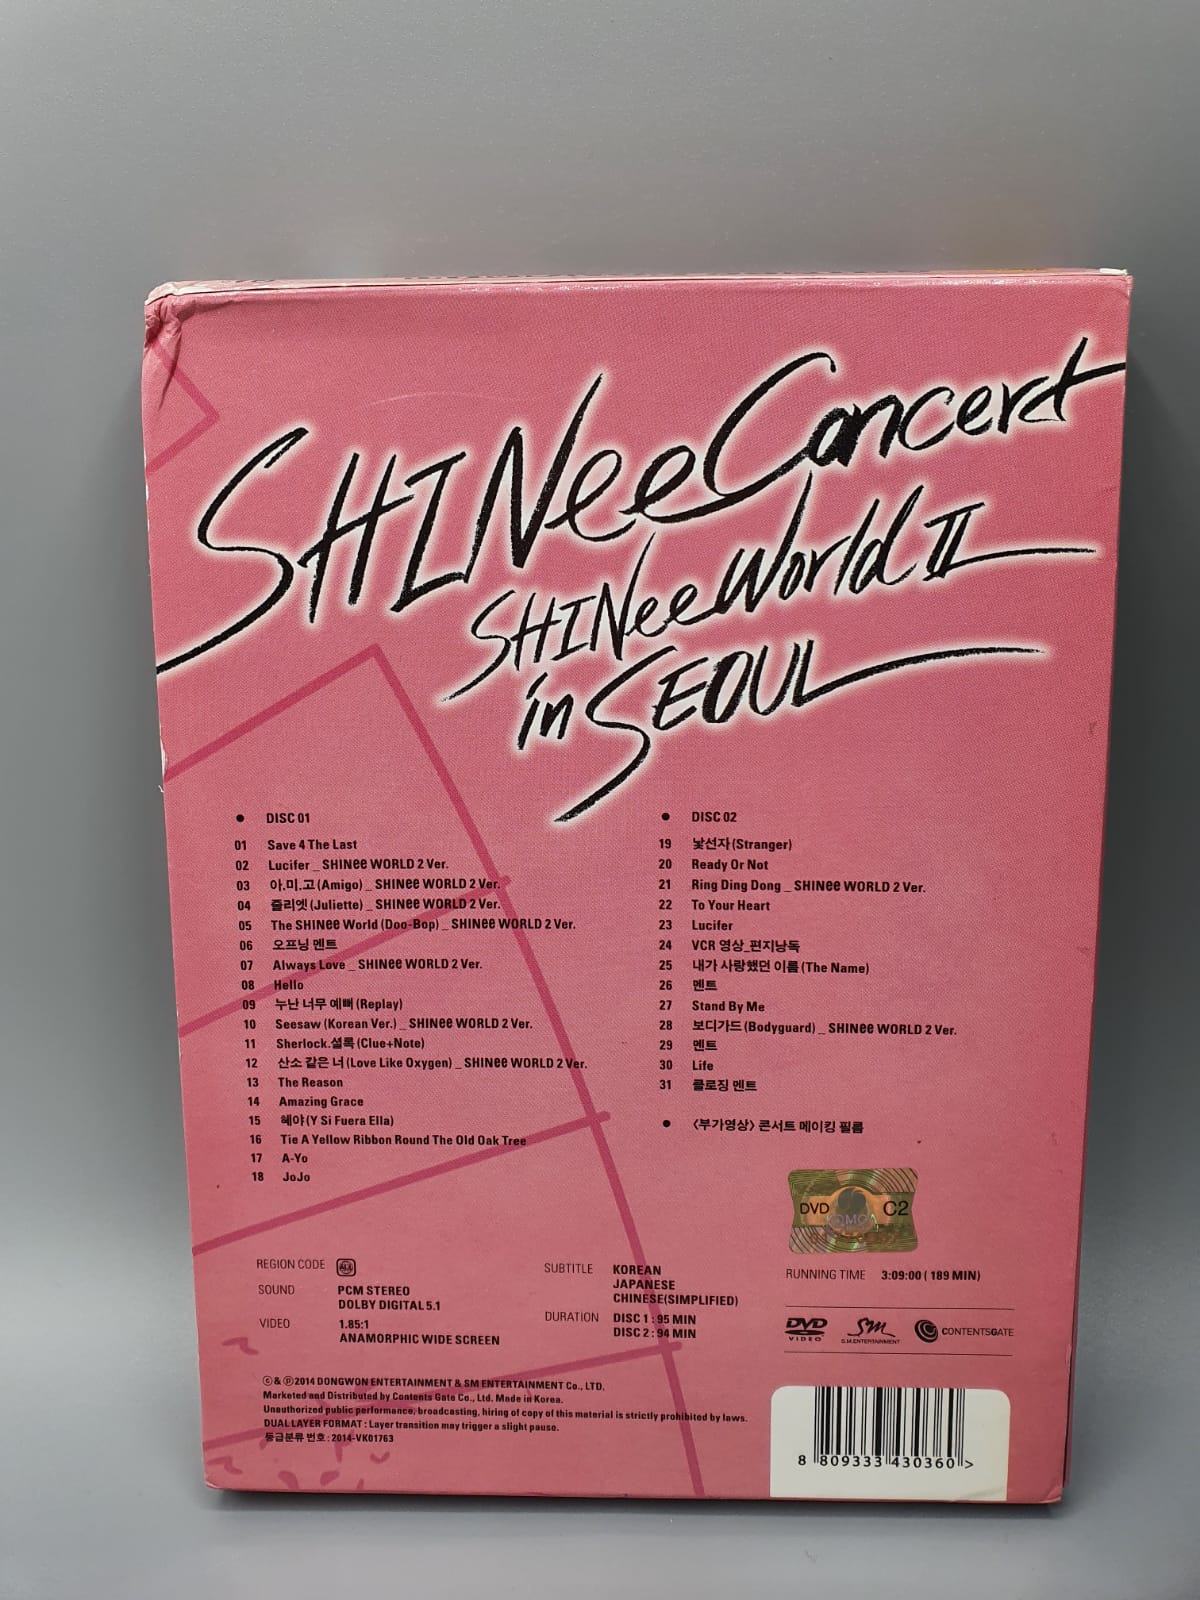 SHINee Concert
SHINee World II
in SEOUL
● DISC 01
01 Save 4 The Last
02 Lucifer _ SHINee WORLD 2 Ver.
03 아.미.고 (Amigo) _ SHINee WORLD 2 Ver.
04 줄리엣 (Juliette) _ SHINee WORLD 2 Ver.
05 The SHINee World (Doo-Bop) _ SHINee WORLD 2 Ver.
06 오프닝 멘트
07 Always Love _ SHINee WORLD 2 Ver.
08 Hello
09 누난 너무 예뻐 (Replay)
10 Seesaw (Korean Ver.) _ SHINee WORLD 2 Ver.
11 Sherlock.셜록 (Clue+Note)
12 산소 같은 너 (Love Like Oxygen) _ SHINee WORLD 2 Ver.
13 The Reason
14 Amazing Grace
15 혜야 (Y Si Fuera Ella)
16 Tie A Yellow Ribbon Round The Old Oak Tree
17 A-Yo
18 JoJo
● DISC 02
19 낯선자 (Stranger)
20 Ready Or Not
21 Ring Ding Dong _ SHINee WORLD 2 Ver.
22 To Your Heart
23 Lucifer
24 VCR 영상_편지낭독
25 내가 사랑했던 이름 (The Name)
26 멘트
27 Stand By Me
28 보디가드 (Bodyguard) _ SHINee WORLD 2 Ver.
29 멘트
30 Life
31 클로징 멘트
● <부가영상> 콘서트 메이킹 필름
DVD C2
REGION CODE ALL
SOUND PCM STEREO
DOLBY DIGITAL 5.1
VIDEO 1.85:1
ANAMORPHIC WIDE SCREEN
SUBTITLE KOREAN
JAPANESE
CHINESE(SIMPLIFIED)
DURATION DISC 1 : 95 MIN
DISC 2 : 94 MIN
RUNNING TIME 3:09:00 ( 189 MIN)
DVD VIDEO SM S.M.ENTERTAINMENT CONTENTSGATE
ⓒ& ⓟ2014 DONGWON ENTERTAINMENT & SM ENTERTAINMENT Co., LTD.
Marketed and Distributed by Contents Gate Co., Ltd. Made in Korea.
Unauthorized public performance, broadcasting, hiring of copy of this material is strictly prohibited by laws.
DUAL LAYER FORMAT : Layer transition may trigger a slight pause.
등급분류 번호 : 2014-VK01763
8 809333 430360 >